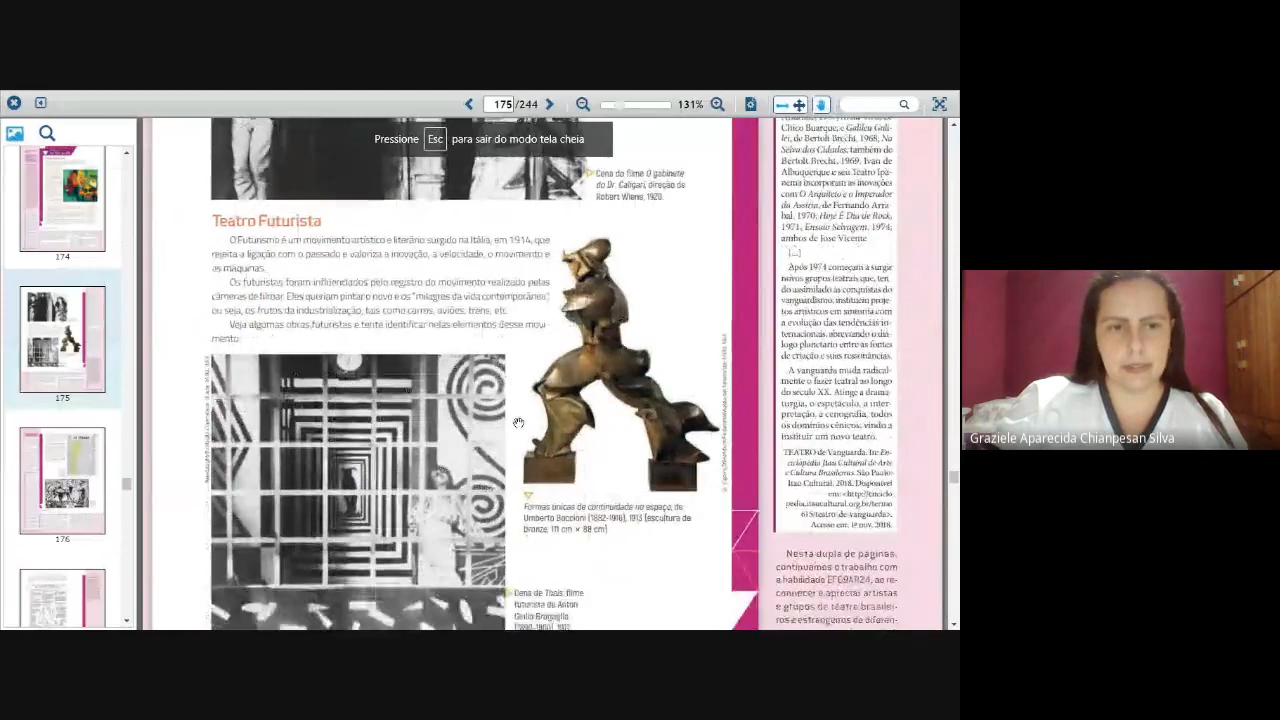 175/244
131%
Pressione Esc para sair do modo tela cheia
174
175
176
Cena do filme O gabinete
do Dr. Caligari, direção de
Robert Wiene, 1920.
Teatro Futurista
O Futurismo é um movimento artístico e literário surgido na Itália, em 1914, que
rejeita a ligação com o passado e valoriza a inovação, a velocidade, o movimento e
as máquinas.
Os futuristas foram influenciados pelo registro do movimento realizado pelas
câmeras de filmar. Eles queriam pintar o novo e os "milagres da vida contemporânea",
ou seja, os frutos da industrialização, tais como carros, aviões, trens, etc.
Veja algumas obras futuristas e tente identificar nelas elementos desse movi-
mento.
Formas únicas de continuidade no espaço, de
Umberto Boccioni (1882-1916), 1913 (escultura de
bronze, 111 cm × 88 cm)
Cena de Thaïs, filme
futurista de Anton
Giulio Bragaglia
Chico Buarque, e Galileu Gali-
lei, de Bertolt Brecht, 1968; Na
Selva das Cidades, também de
Bertolt Brecht, 1969. Ivan de
Albuquerque e seu Teatro Ipa-
nema incorporam as inovações
com O Arquiteto e o Imperador
da Assíria, de Fernando Arra-
bal, 1970; Hoje É Dia de Rock,
1971; Ensaio Selvagem, 1974;
ambos de José Vicente
[...]
Após 1974 começam a surgir
novos grupos teatrais que, ten-
do assimilado as conquistas do
vanguardismo, instituem proje-
tos artísticos em sintonia com
a evolução das tendências in-
ternacionais, abreviando o diá-
logo planetário entre as fontes
de criação e suas ressonâncias.
A vanguarda muda radical-
mente o fazer teatral ao longo
do século XX. Atinge a drama-
turgia, o espetáculo, a inter-
pretação, a cenografia, todos
os domínios cênicos, vindo a
instituir um novo teatro.
TEATRO de Vanguarda. In: En-
ciclopédia Itaú Cultural de Arte
e Cultura Brasileiras. São Paulo:
Itaú Cultural, 2018. Disponível
em: <http://enciclo
pedia.itaucultural.org.br/termo
615/teatro-de-vanguarda>.
Acesso em: 1º nov. 2018.
Nesta dupla de páginas,
continuamos o trabalho com
a habilidade EF69AR24, ao re-
conhecer e apreciar artistas
e grupos de teatro brasilei-
ros e estrangeiros de diferen-
Graziele Aparecida Chianpesan Silva